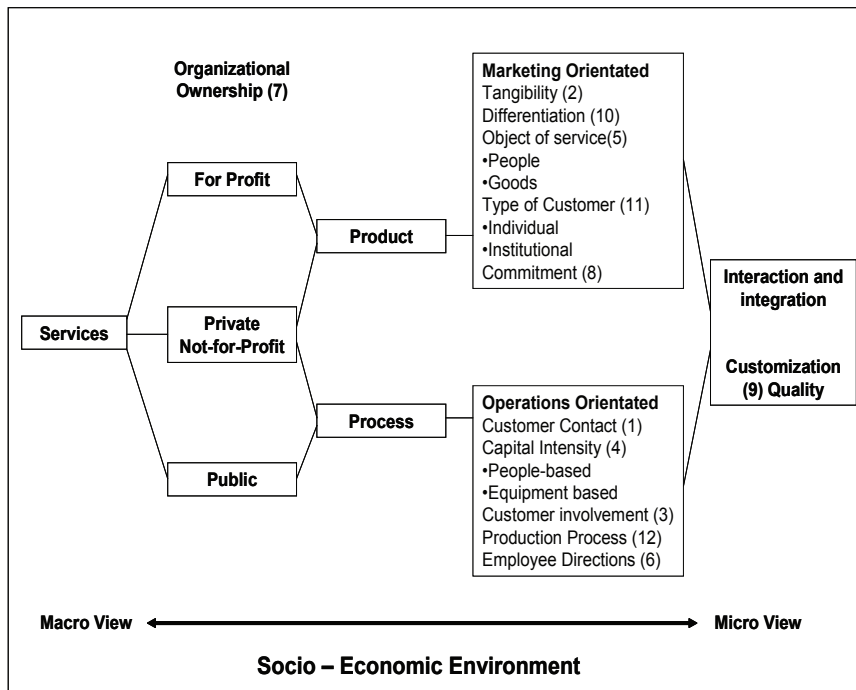 Organizational
Ownership (7)
Services
For Profit
Private
Not-for-Profit
Public
Product
Process
Marketing Orientated
Tangibility (2)
Differentiation (10)
Object of service(5)
•People
•Goods
Type of Customer (11)
•Individual
•Institutional
Commitment (8)
Operations Orientated
Customer Contact (1)
Capital Intensity (4)
•People-based
•Equipment based
Customer involvement (3)
Production Process (12)
Employee Directions (6)
Interaction and
integration
Customization
(9) Quality
Macro View
Micro View
Socio – Economic Environment